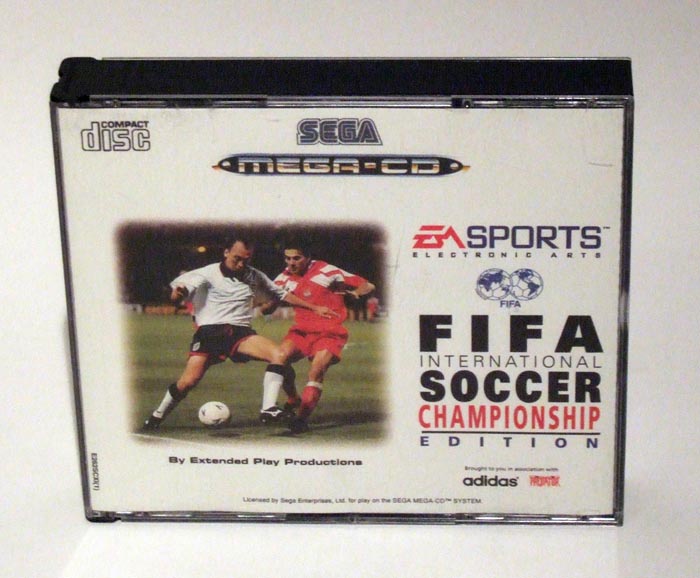 COMPACT
disc
SEGA
MEGA-CD
EA SPORTS™
ELECTRONIC ARTS
FIFA
FIFA
INTERNATIONAL
SOCCER
CHAMPIONSHIP
EDITION
By Extended Play Productions
Brought to you in association with
adidas PREDATOR
Licensed by Sega Enterprises, Ltd. for play on the SEGA MEGA-CD™ SYSTEM.